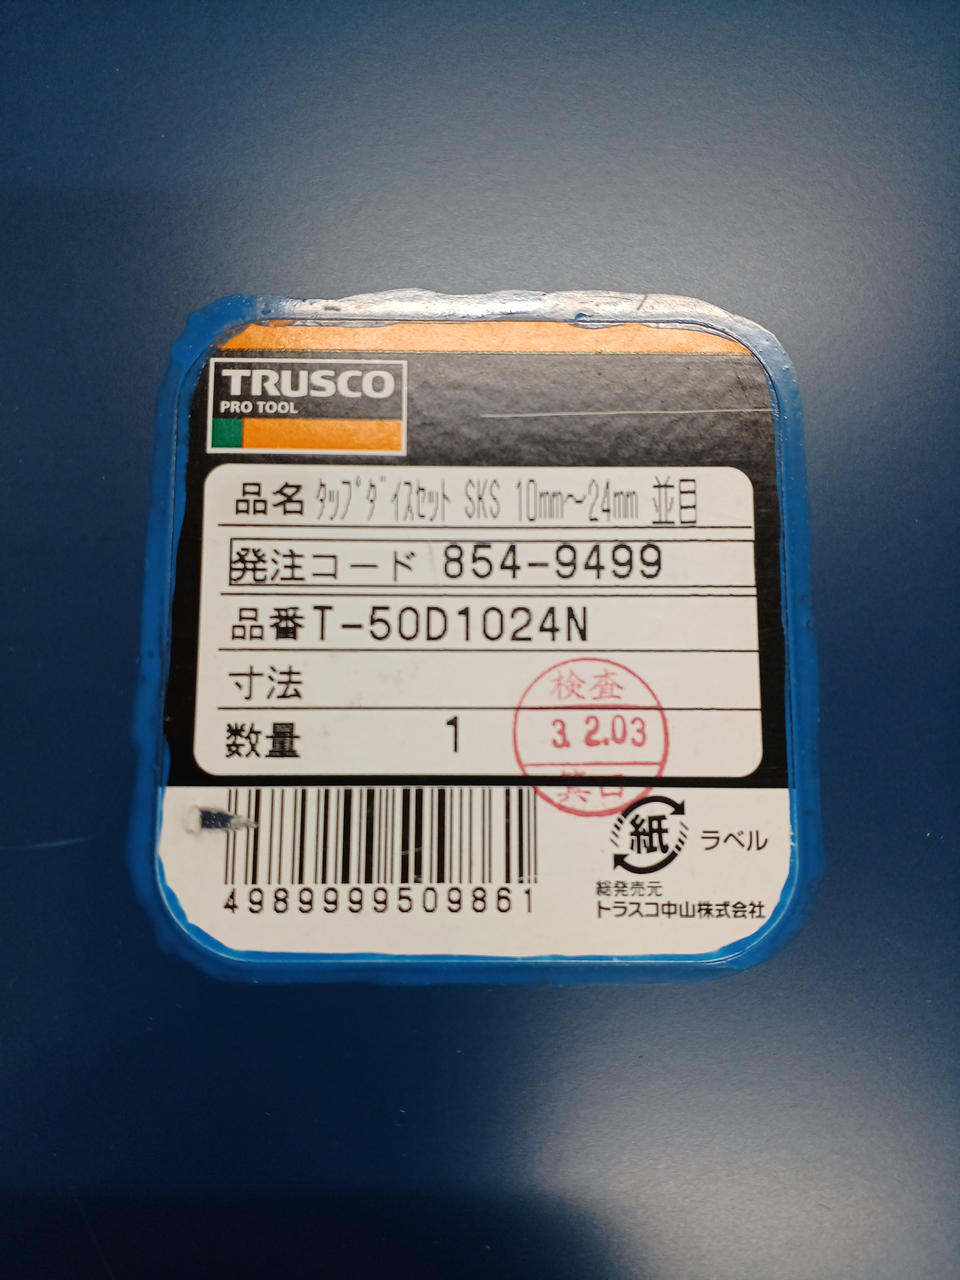 TRUSCO
PRO TOOL
品名 ﾀｯﾌﾟﾀﾞｲｽｾｯﾄ SKS 10mm～24mm 並目
発注コード 854-9499
品番 T-50D1024N
寸法
数量 1
検査
3.2.03
4989999509861
紙 ラベル
総発売元
トラスコ中山株式会社